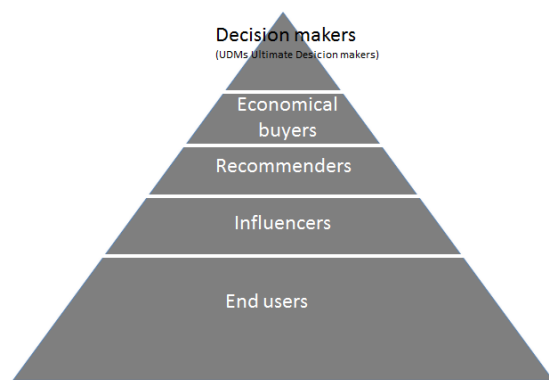 Decision makers
(UDMs Ultimate Desicion makers)
Economical
buyers
Recommenders
Influencers
End users